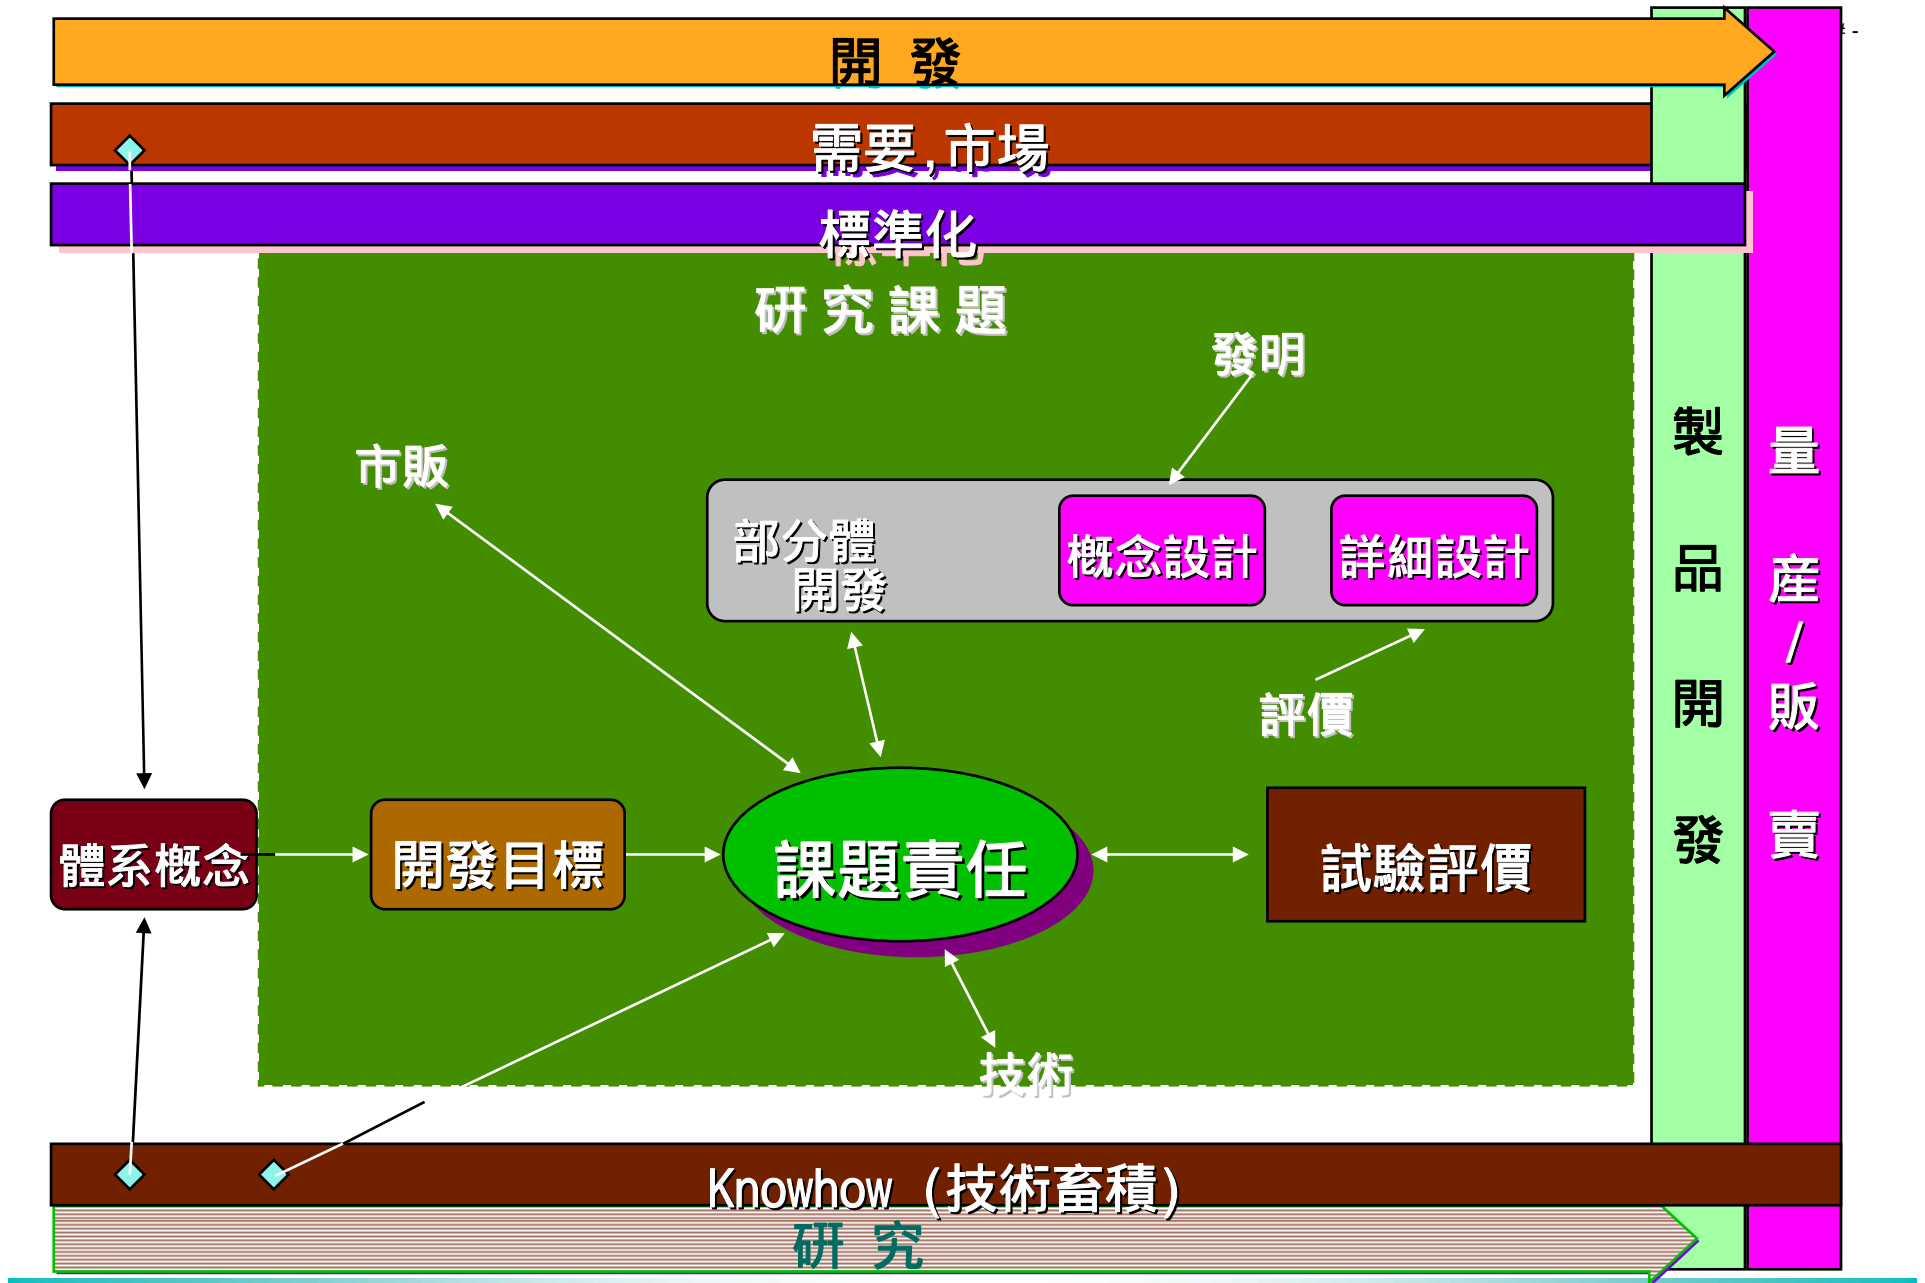 開 發
需要,市場
標準化
研究課題
發明
市販
部分體
開發
槪念設計
詳細設計
評價
體系槪念
開發目標
課題責任
試驗評價
技術
Knowhow (技術畜積)
研 究
製品開發
量産/販賣